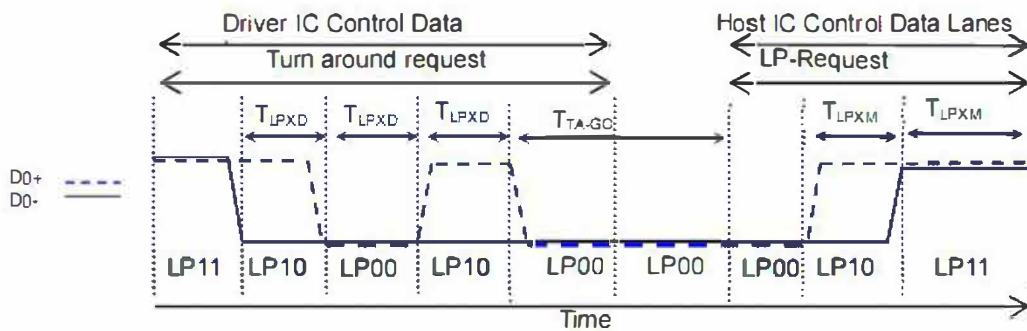 Driver IC Control Data Host IC Control Data Lanes
Turn around request LP-Request
TLPXD TLPXD TLPXD TTA-GO TLPXM TLPXM
D0+
D0-
LP11 LP10 LP00 LP10 LP00 LP00 LP00 LP10 LP11
Time